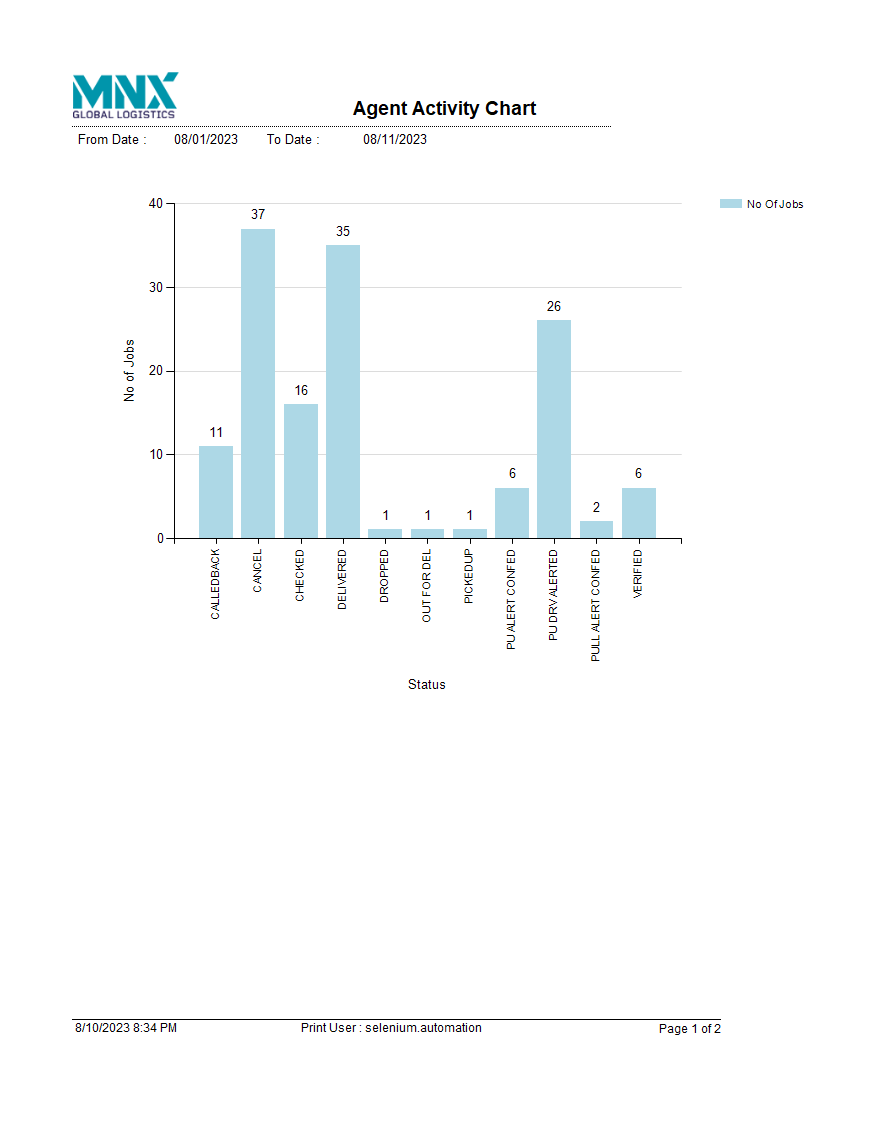 MNX
GLOBAL LOGISTICS
Agent Activity Chart
From Date : 08/01/2023 To Date : 08/11/2023
40
30
20
10
0
No of Jobs
37
35
26
16
11
6
6
2
1
1
1
No Of Jobs
CALLEDBACK
CANCEL
CHECKED
DELIVERED
DROPPED
OUT FOR DEL
PICKEDUP
PU ALERT CONFED
PU DRV ALERTED
PULL ALERT CONFED
VERIFIED
Status
8/10/2023 8:34 PM Print User : selenium.automation Page 1 of 2